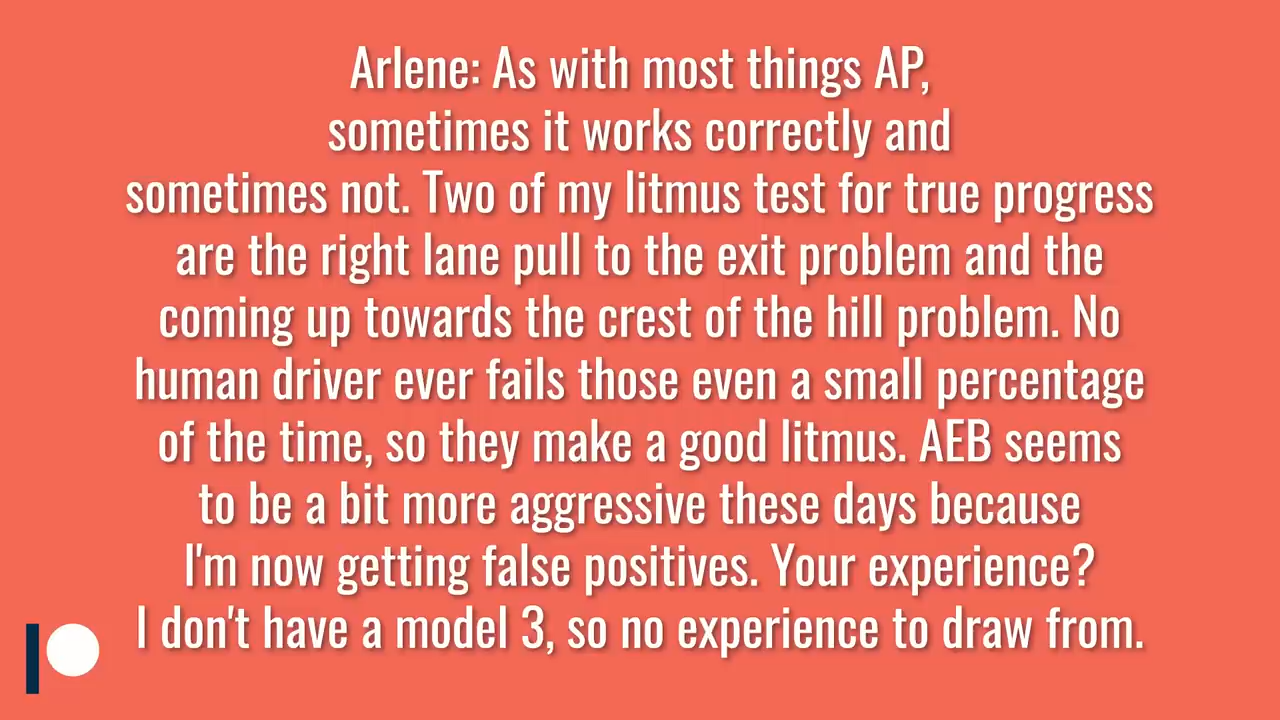 Arlene: As with most things AP,
sometimes it works correctly and
sometimes not. Two of my litmus test for true progress
are the right lane pull to the exit problem and the
coming up towards the crest of the hill problem. No
human driver ever fails those even a small percentage
of the time, so they make a good litmus. AEB seems
to be a bit more aggressive these days because
I'm now getting false positives. Your experience?
I don't have a model 3, so no experience to draw from.